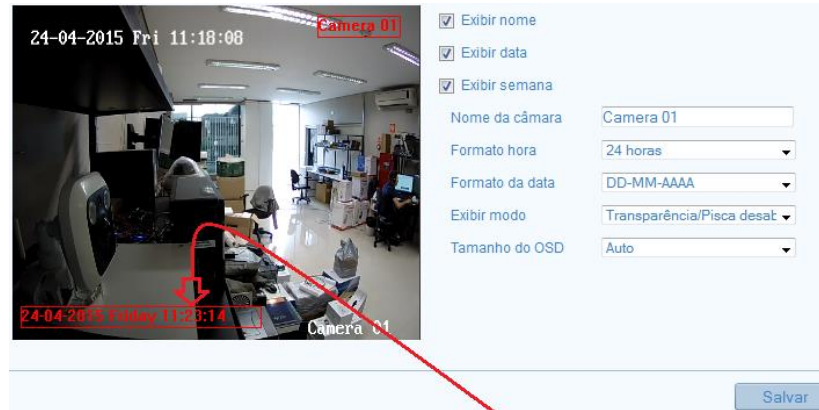 24-04-2015 Fri 11:18:08
Camera 01
24-04-2015 Friday 11:23:14
Camera 01
Exibir nome
Exibir data
Exibir semana
Nome da câmara Camera 01
Formato hora 24 horas
Formato da data DD-MM-AAAA
Exibir modo Transparência/Pisca desat
Tamanho do OSD Auto
Salvar